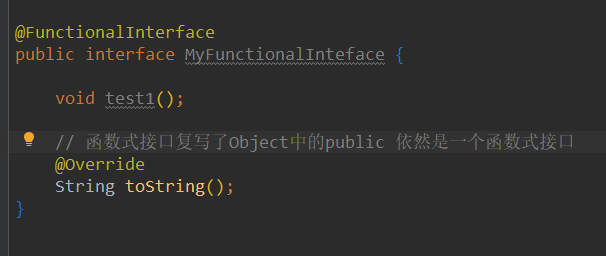 @FunctionalInterface
public interface MyFunctionalInteface {
void test1();
// 函数式接口复写了Object中的public 依然是一个函数式接口
@Override
String toString();
}